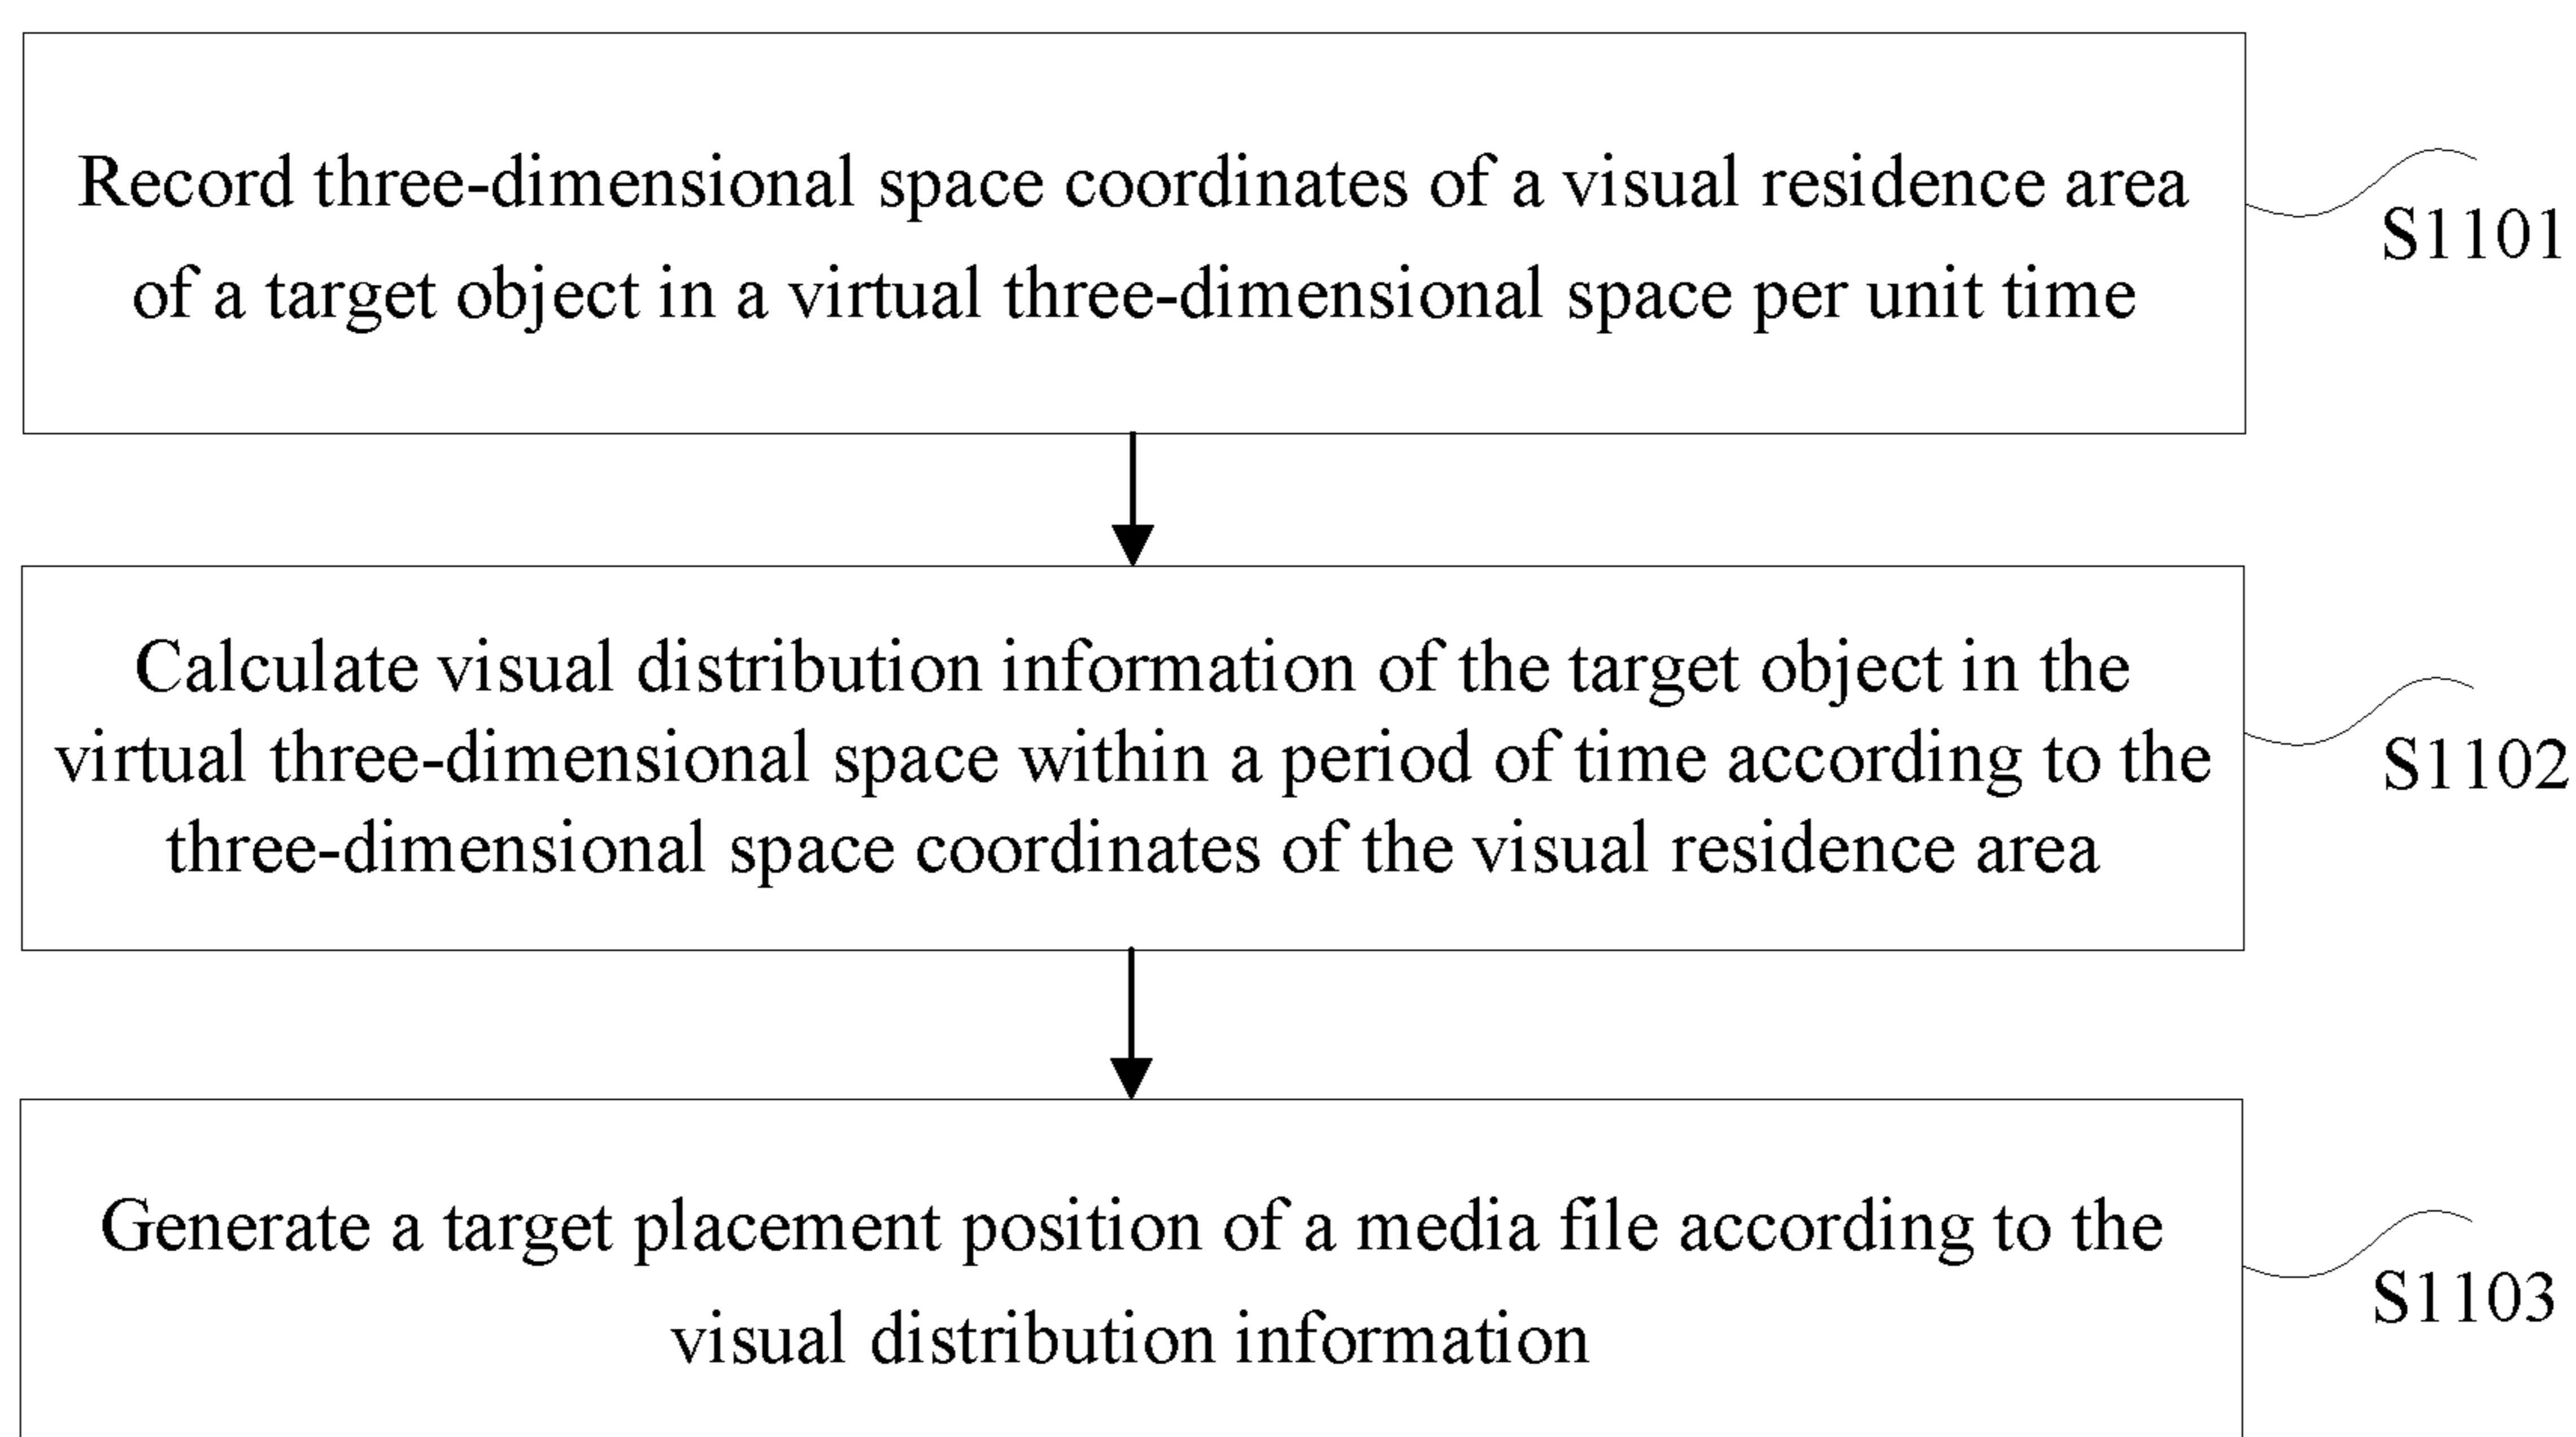 Record three-dimensional space coordinates of a visual residence area
of a target object in a virtual three-dimensional space per unit time
S1101
Calculate visual distribution information of the target object in the
virtual three-dimensional space within a period of time according to the
three-dimensional space coordinates of the visual residence area
S1102
Generate a target placement position of a media file according to the
visual distribution information
S1103